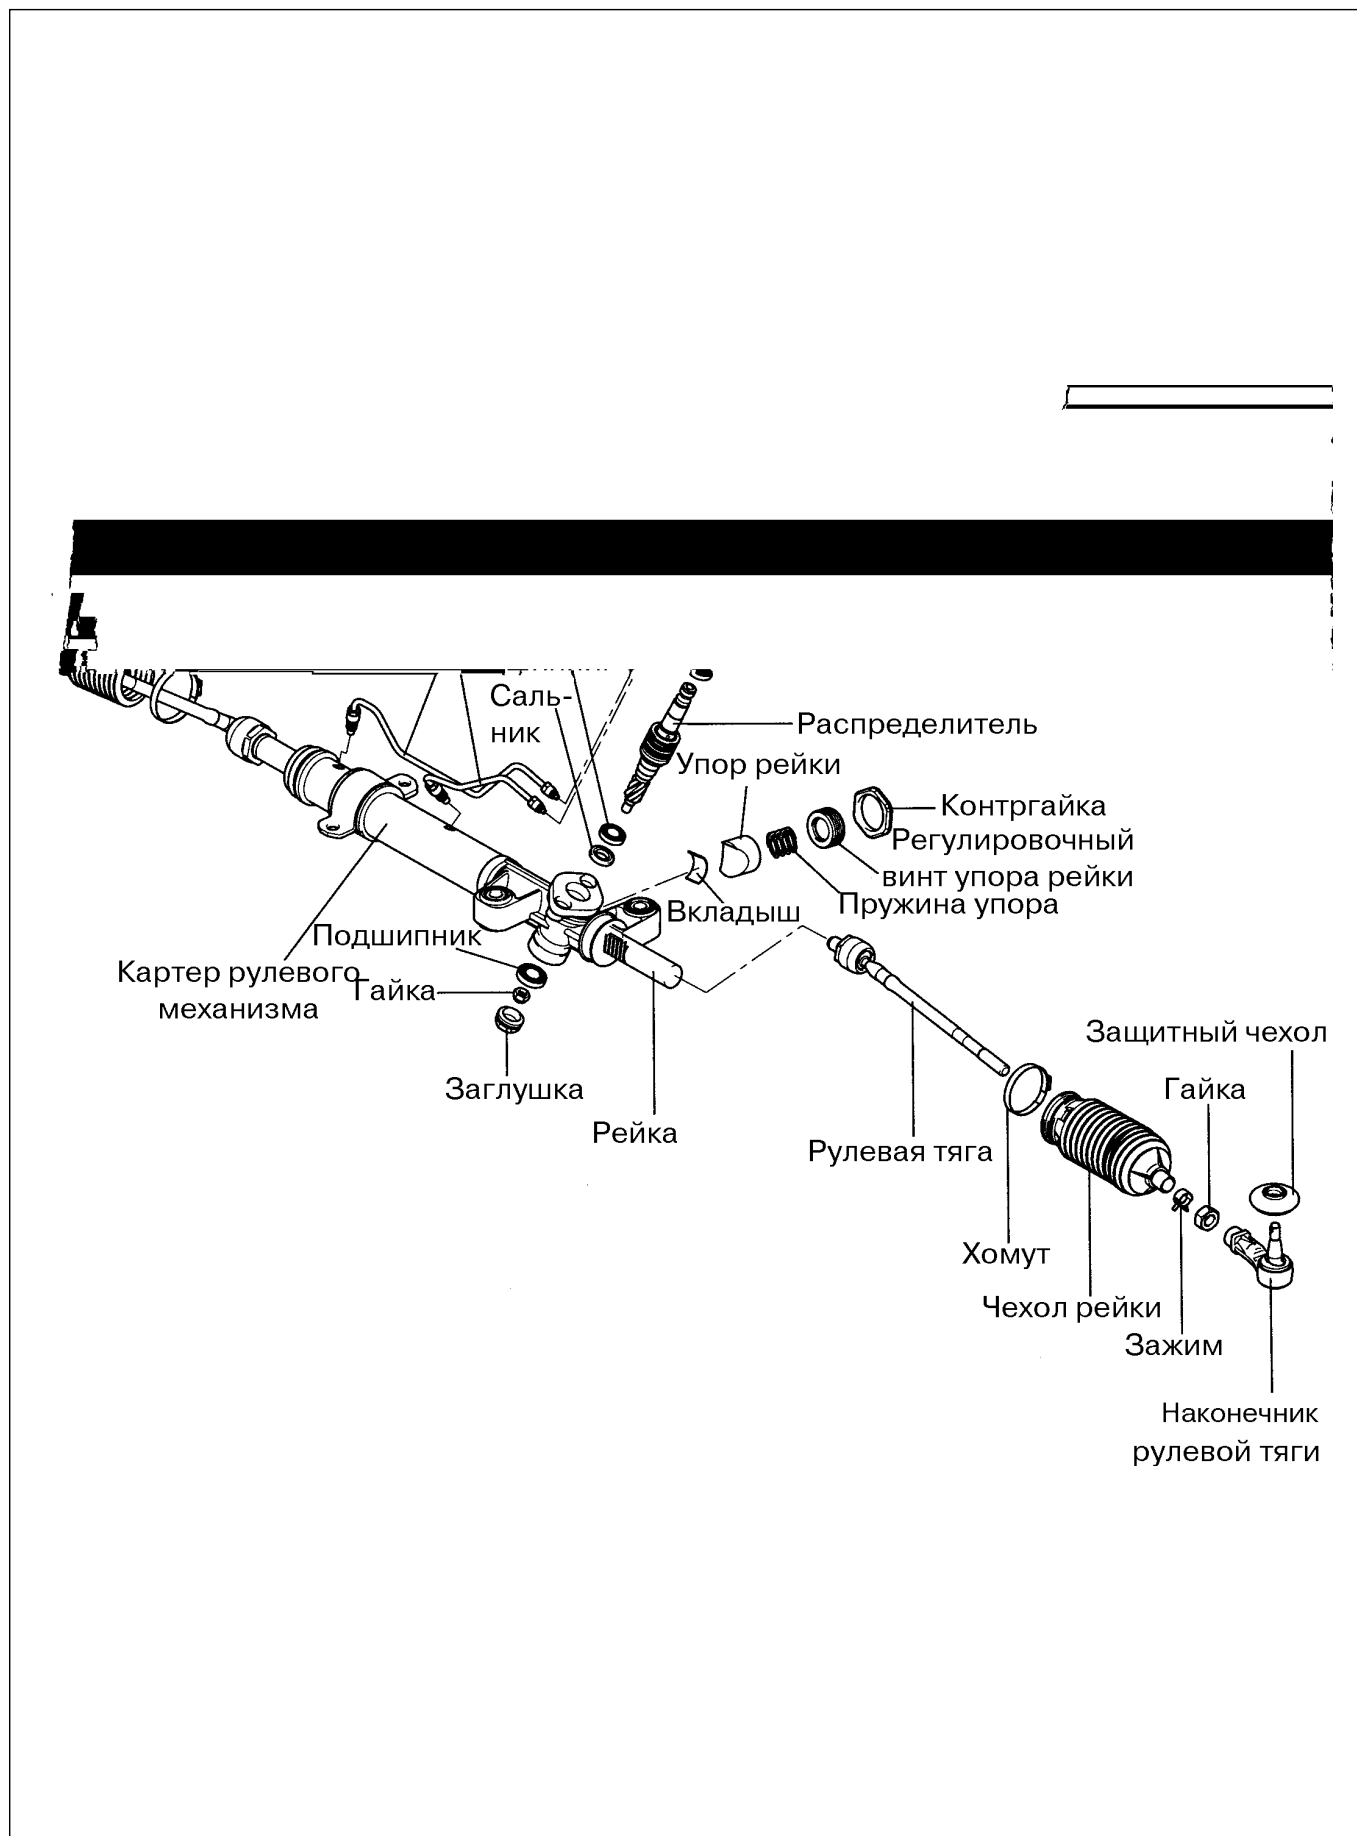 Саль-
ник
Распределитель
Упор рейки
Контргайка
Регулировочный
винт упора рейки
Пружина упора
Вкладыш
Подшипник
Картер рулевого
механизма
Гайка
Заглушка
Рейка
Защитный чехол
Гайка
Рулевая тяга
Хомут
Чехол рейки
Зажим
Наконечник
рулевой тяги